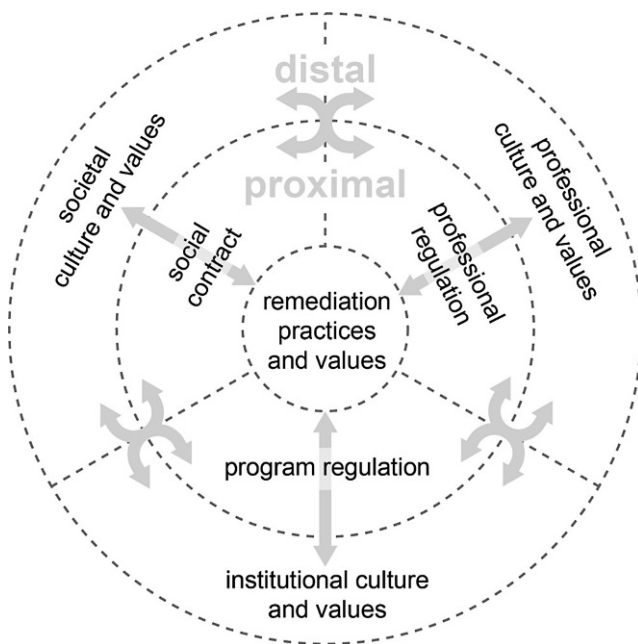 distal
proximal
societal
culture and values
social
contract
professional
regulation
professional
culture and values
remediation
practices
and values
program regulation
institutional culture
and values